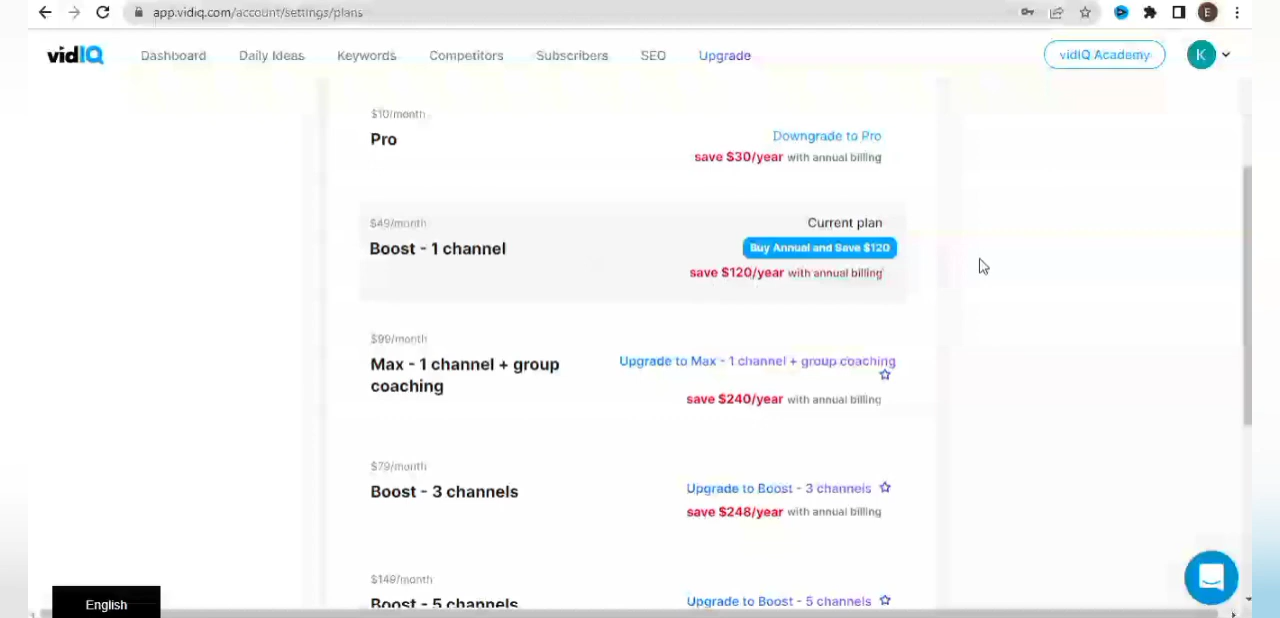 app.vidiq.com/account/settings/plans
E
vidIQ Dashboard Daily Ideas Keywords Competitors Subscribers SEO Upgrade vidIQ Academy K
$10/month
Pro
Downgrade to Pro
save $30/year with annual billing
$49/month
Boost - 1 channel
Current plan
Buy Annual and Save $120
save $120/year with annual billing
$99/month
Max - 1 channel + group
coaching
Upgrade to Max - 1 channel + group coaching
save $240/year with annual billing
$79/month
Boost - 3 channels
Upgrade to Boost - 3 channels
save $248/year with annual billing
$149/month
Boost - 5 channels
Upgrade to Boost - 5 channels
English